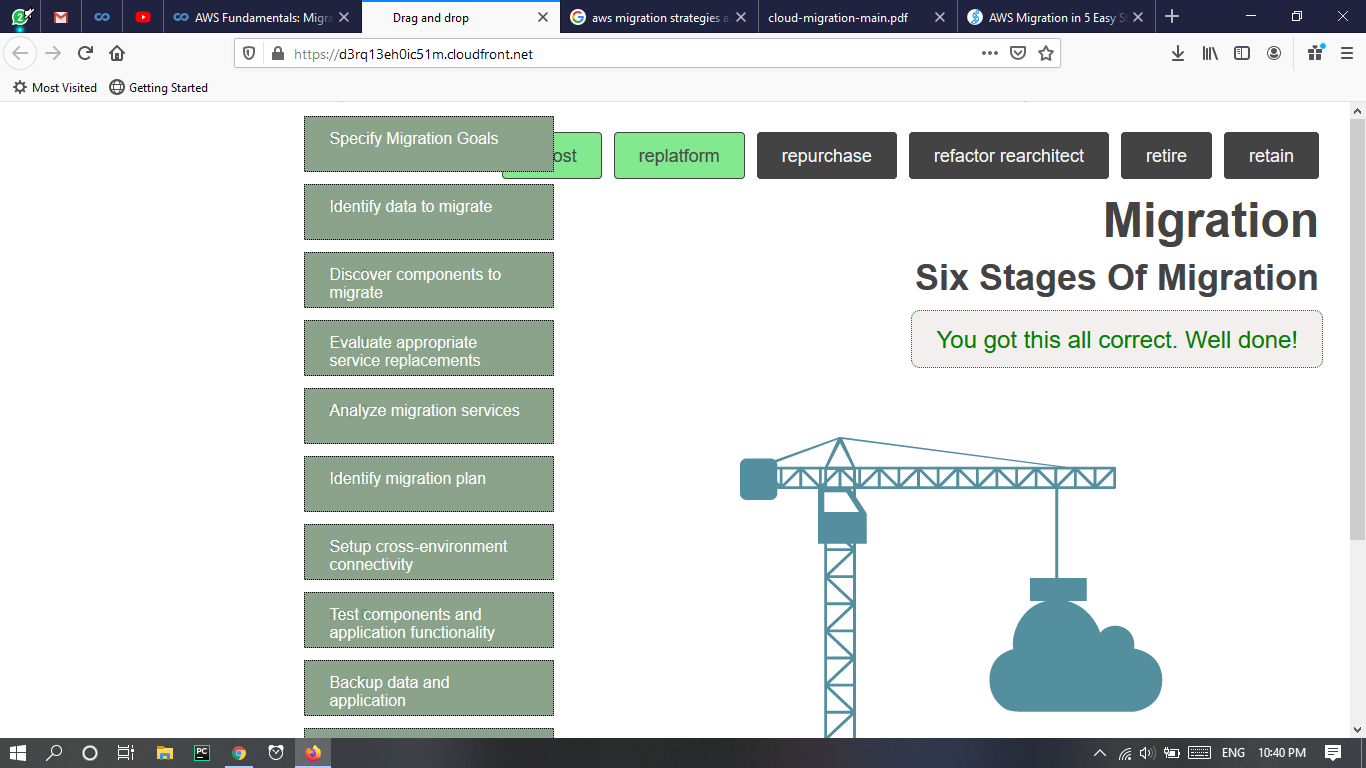 2
AWS Fundamentals: Migra
Drag and drop
aws migration strategies a
cloud-migration-main.pdf
AWS Migration in 5 Easy S
https://d3rq13eh0ic51m.cloudfront.net
Most Visited
Getting Started
Specify Migration Goals
ost
replatform
repurchase
refactor rearchitect
retire
retain
Identify data to migrate
Migration
Six Stages Of Migration
Discover components to
migrate
You got this all correct. Well done!
Evaluate appropriate
service replacements
Analyze migration services
Identify migration plan
Setup cross-environment
connectivity
Test components and
application functionality
Backup data and
application
PC
ENG
10:40 PM